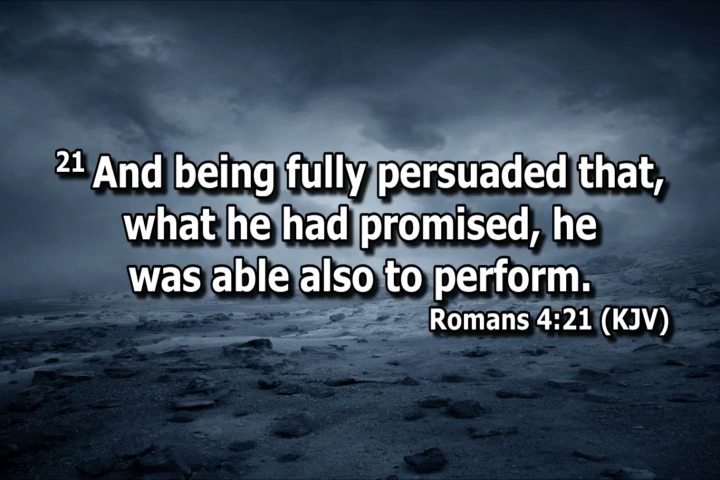 21 And being fully persuaded that,
what he had promised, he
was able also to perform.
Romans 4:21 (KJV)